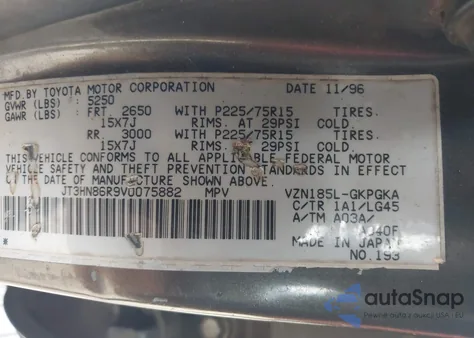 MFD.BY TOYOTA MOTOR CORPORATION DATE 11/96
GVWR (LBS) : 5250
GAWR (LBS) : FRT 2650 WITH P225/75R15 TIRES.
15X7J RIMS. AT 29PSI COLD.
RR 3000 WITH P225/75R15 TIRES.
15X7J RIMS. 29PSI COLD.
THIS VEHICLE CONFORMS TO ALL APPLICABLE FEDERAL MOTOR
VEHICLE SAFETY AND THEFT PREVENTION STANDARDS IN EFFECT
ON THE DATE OF MANUFACTURE SHOWN ABOVE.
JT3HN86R9V0075882 MPV VZN185L-GKPGKA
C/TR 1A1/LG45
A/TM A03A/
A340F
MADE IN JAPAN
NO.193
autoSnap